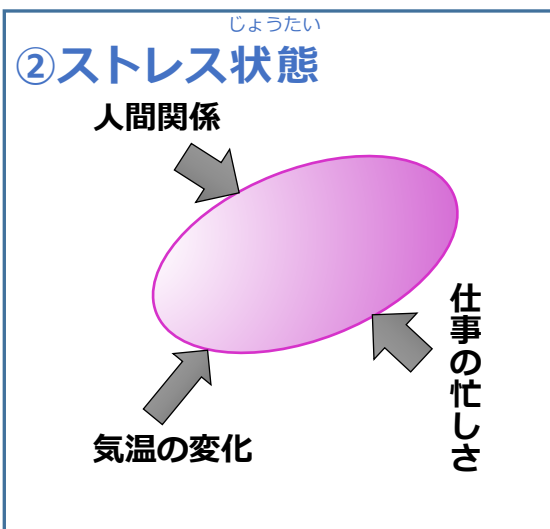 じょうたい
②ストレス状態
人間関係
仕事の忙しさ
気温の変化